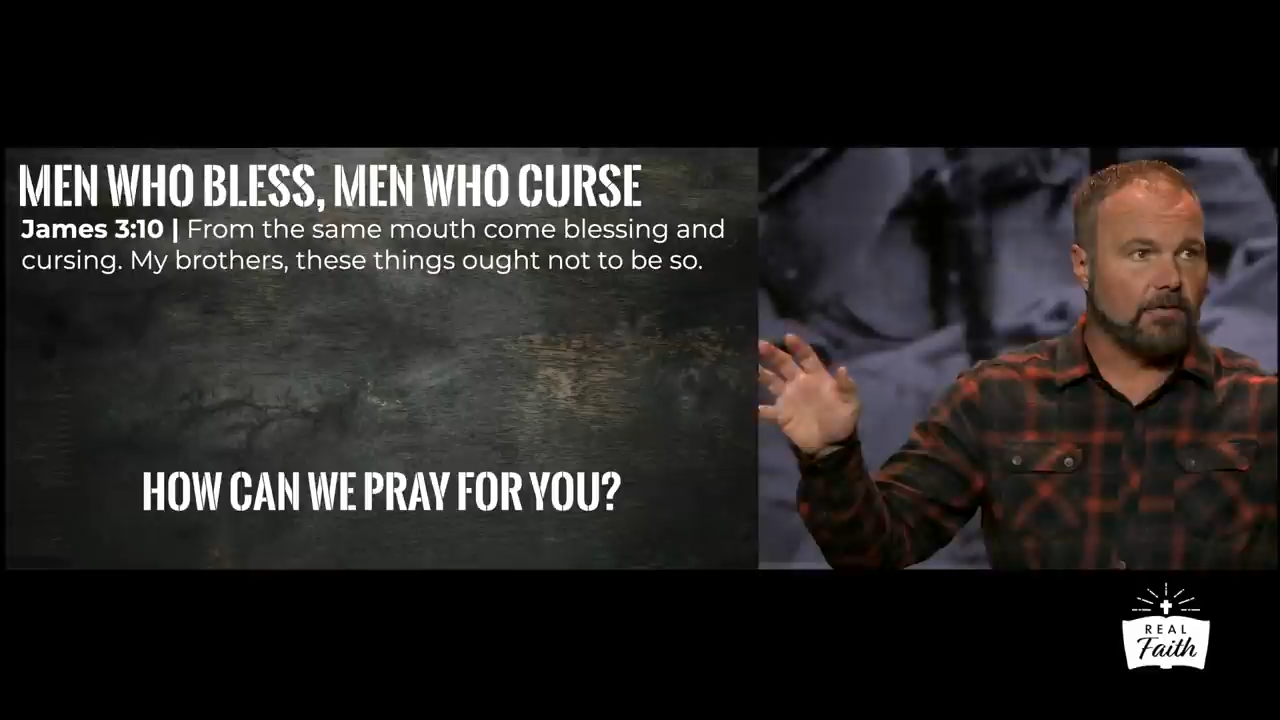 MEN WHO BLESS, MEN WHO CURSE
James 3:10 | From the same mouth come blessing and
cursing. My brothers, these things ought not to be so.
HOW CAN WE PRAY FOR YOU?
REAL
Faith